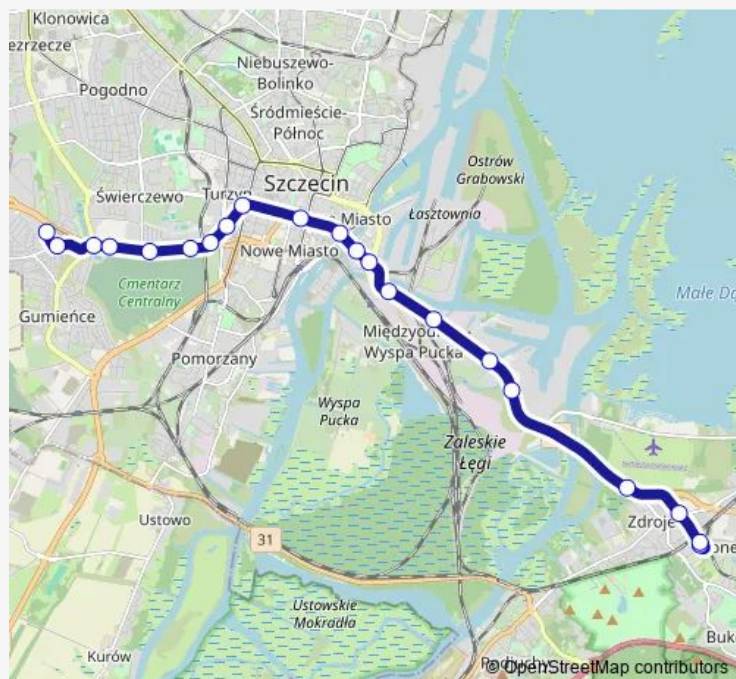 Klonowica
ezrzecze
Niebuszewo-
Bolinko
Pogodno
Śródmieście-
Północ
Ostrów
Grabowski
Świerczewo
Turzyn
Szczecin
Łasztownia
Miasto
Nowe Miasto
Cmentarz
Centralny
Małe Dą
Gumieńce
Międzyod
Wyspa Pucka
Pomorzany
Wyspa
Pucka
Zaleskie
Łęgi
Ustowo
Zdroje
31
Ustowskie
Mokradła
Buk
Kurów
© OpenStreetMap contributors